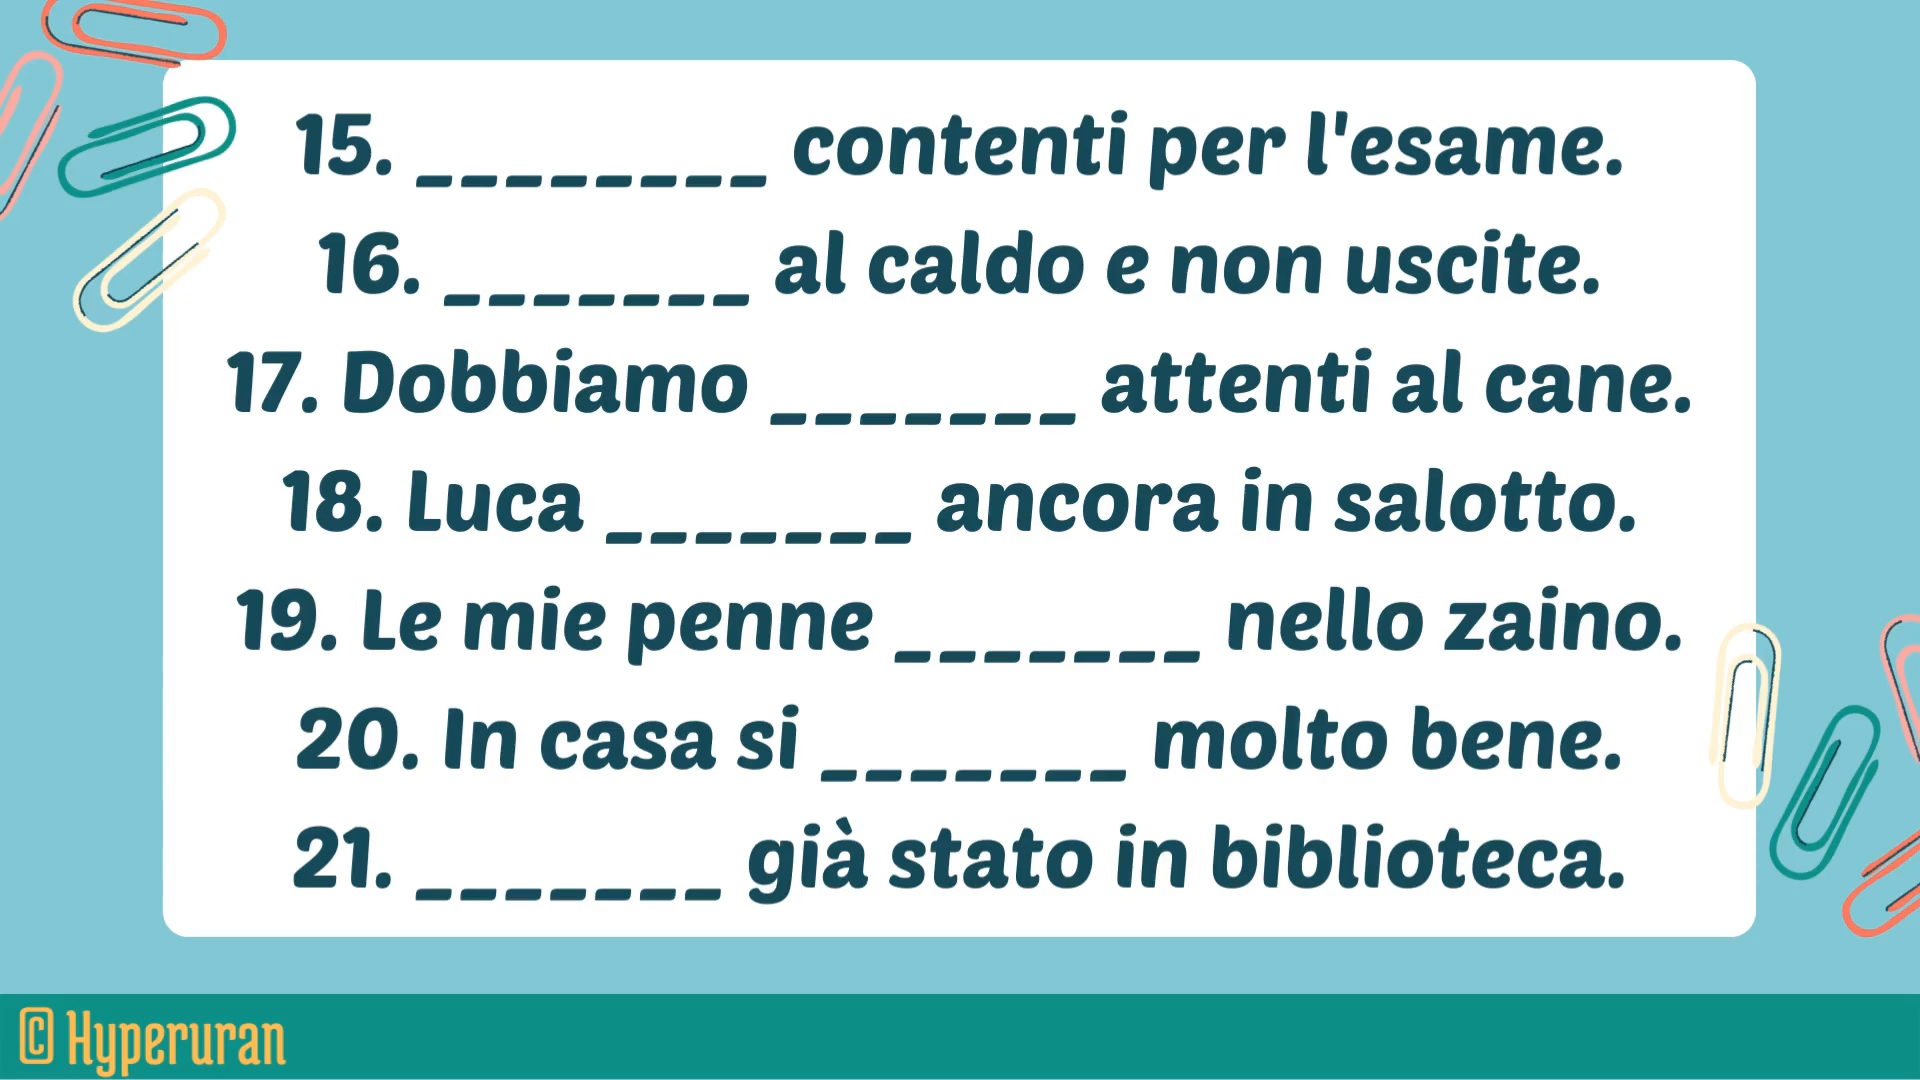 15. ________ contenti per l'esame.
16. _______ al caldo e non uscite.
17. Dobbiamo _______ attenti al cane.
18. Luca _______ ancora in salotto.
19. Le mie penne _______ nello zaino.
20. In casa si _______ molto bene.
21. _______ già stato in biblioteca.
© Hyperuran